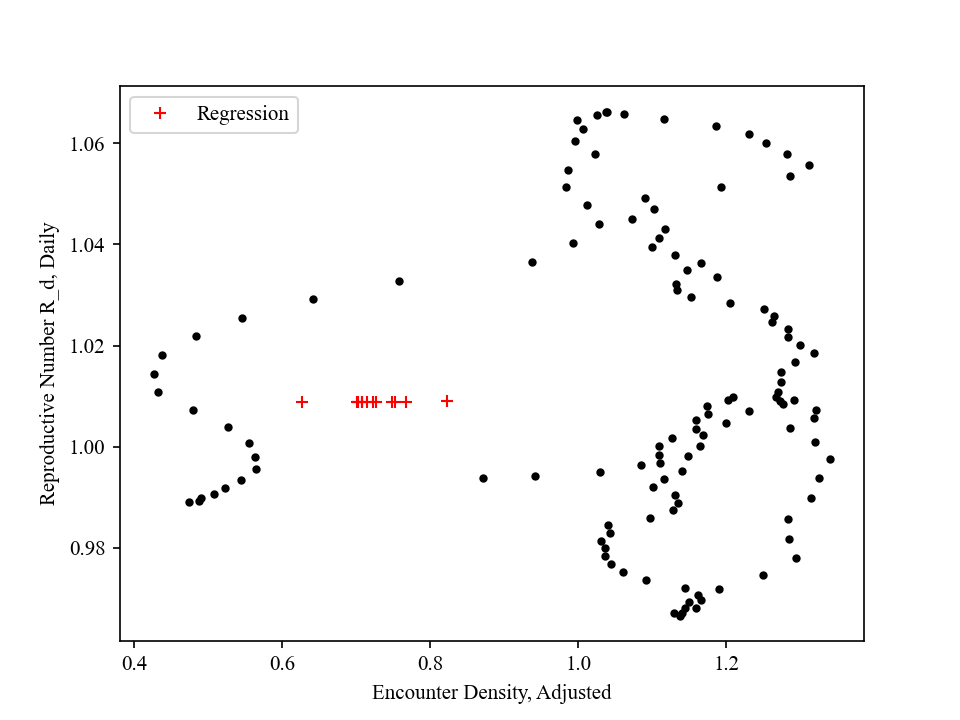 Regression
1.06
1.04
1.02
1.00
0.98
Reproductive Number R_d, Daily
0.4 0.6 0.8 1.0 1.2
Encounter Density, Adjusted